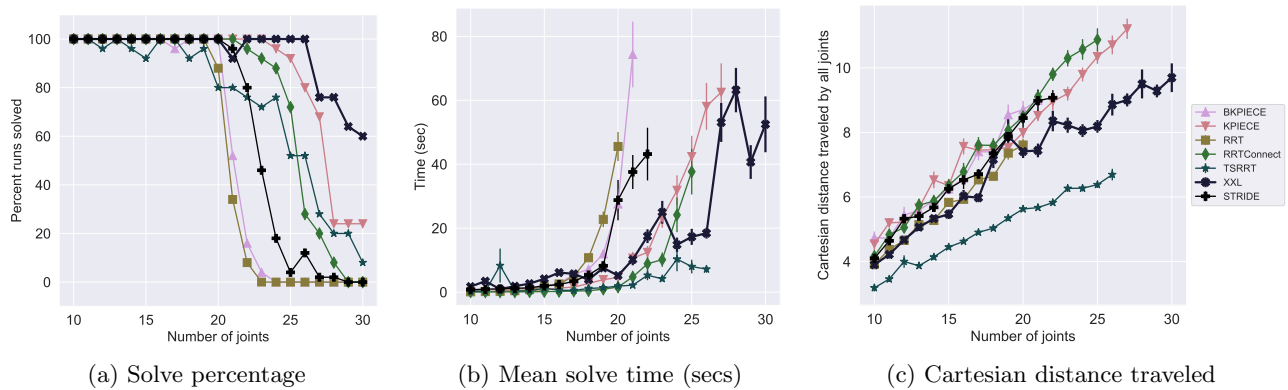 100
80
60
40
20
0
Percent runs solved
10 15 20 25 30
Number of joints
(a) Solve percentage
80
60
40
20
0
Time (sec)
10 15 20 25 30
Number of joints
(b) Mean solve time (secs)
10
8
6
4
Cartesian distance traveled by all joints
10 15 20 25 30
Number of joints
(c) Cartesian distance traveled
BKPIECE
KPIECE
RRT
RRTConnect
TSRRT
XXL
STRIDE